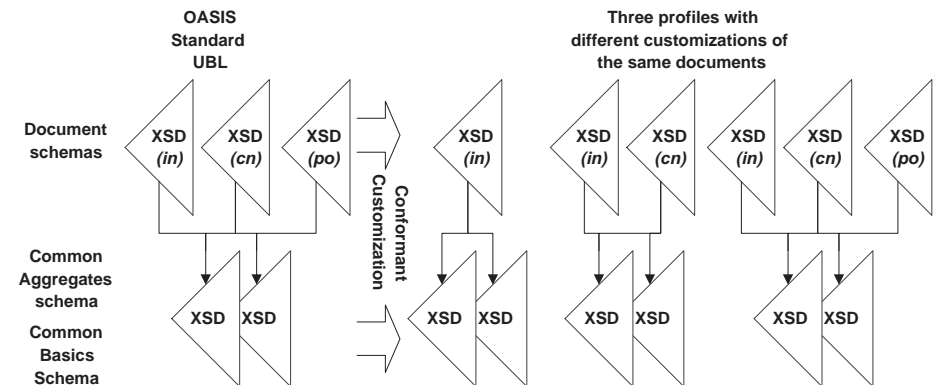 OASIS
Standard
UBL
Three profiles with
different customizations of
the same documents
Document
schemas
XSD
(in)
XSD
(cn)
XSD
(po)
XSD
(in)
XSD
(in)
XSD
(cn)
XSD
(in)
XSD
(cn)
XSD
(po)
Conformant
Customization
Common
Aggregates
schema
Common
Basics
Schema
XSD
XSD
XSD
XSD
XSD
XSD
XSD
XSD